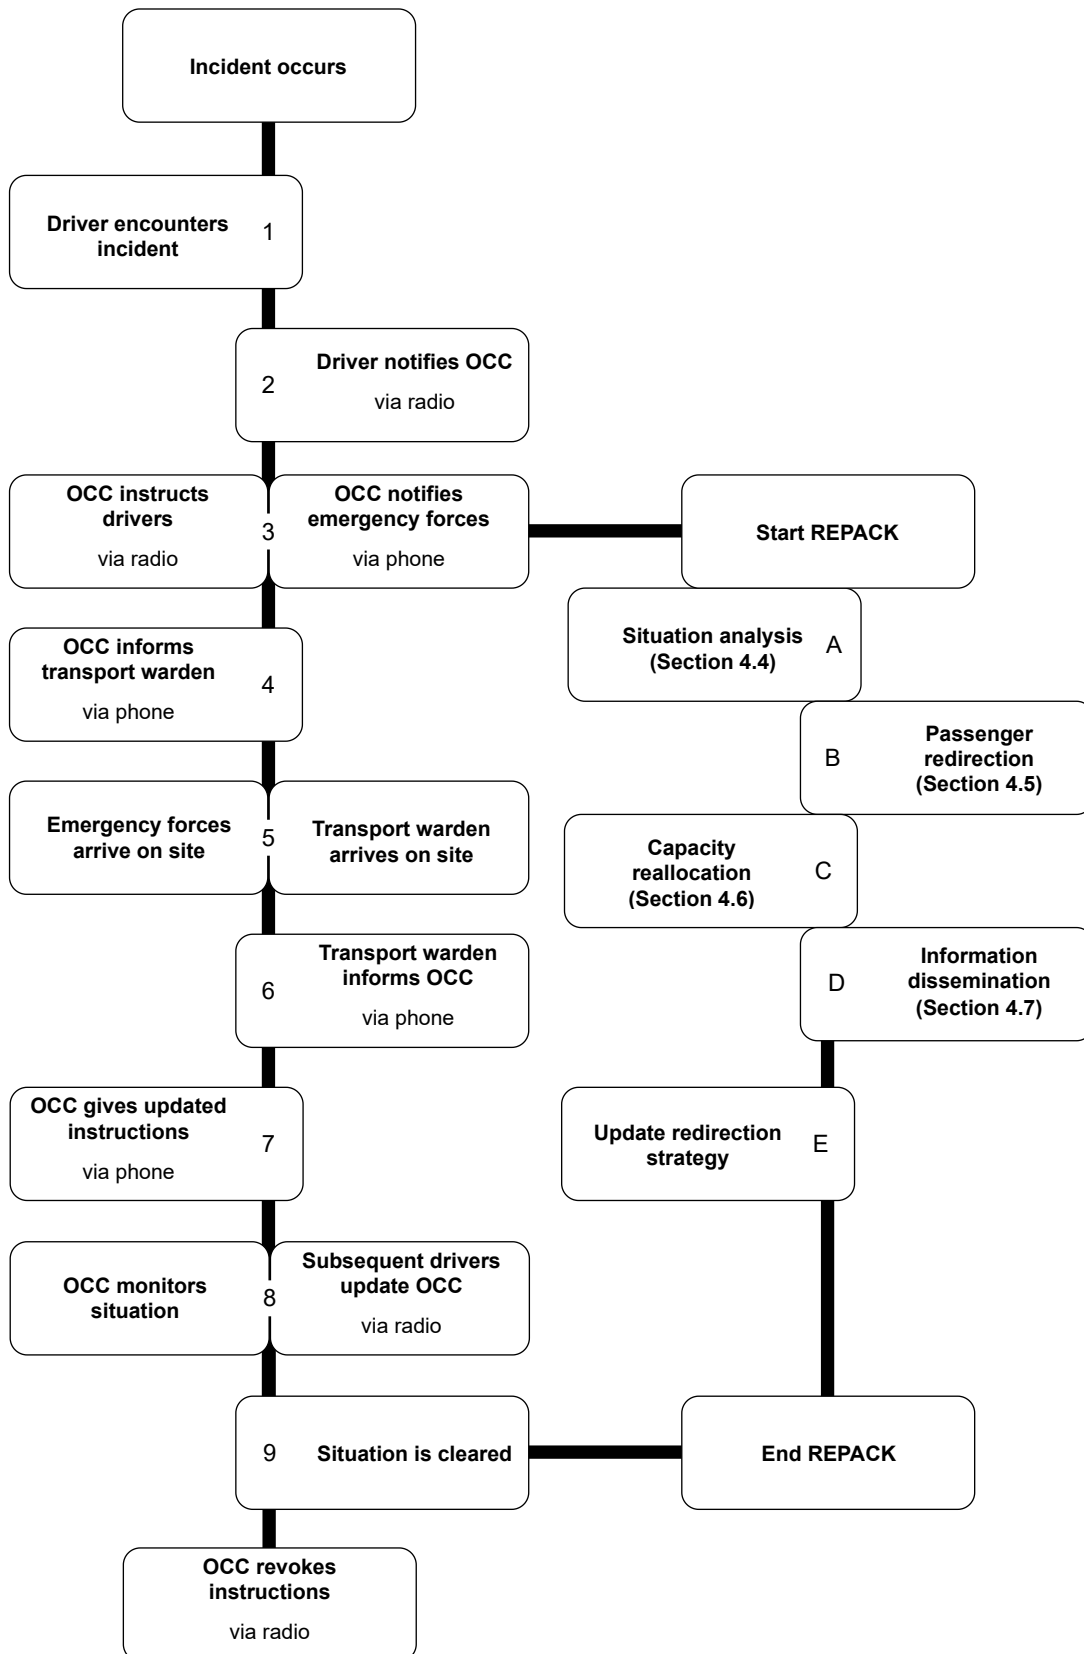 Incident occurs
Driver encounters
incident
1
2
Driver notifies OCC
via radio
OCC instructs
drivers
via radio
3
OCC notifies
emergency forces
via phone
Start REPACK
OCC informs
transport warden
via phone
4
Situation analysis
(Section 4.4)
A
B
Passenger
redirection
(Section 4.5)
Emergency forces
arrive on site
5
Transport warden
arrives on site
Capacity
reallocation
(Section 4.6)
C
6
Transport warden
informs OCC
via phone
D
Information
dissemination
(Section 4.7)
OCC gives updated
instructions
via phone
7
Update redirection
strategy
E
OCC monitors
situation
8
Subsequent drivers
update OCC
via radio
9
Situation is cleared
End REPACK
OCC revokes
instructions
via radio